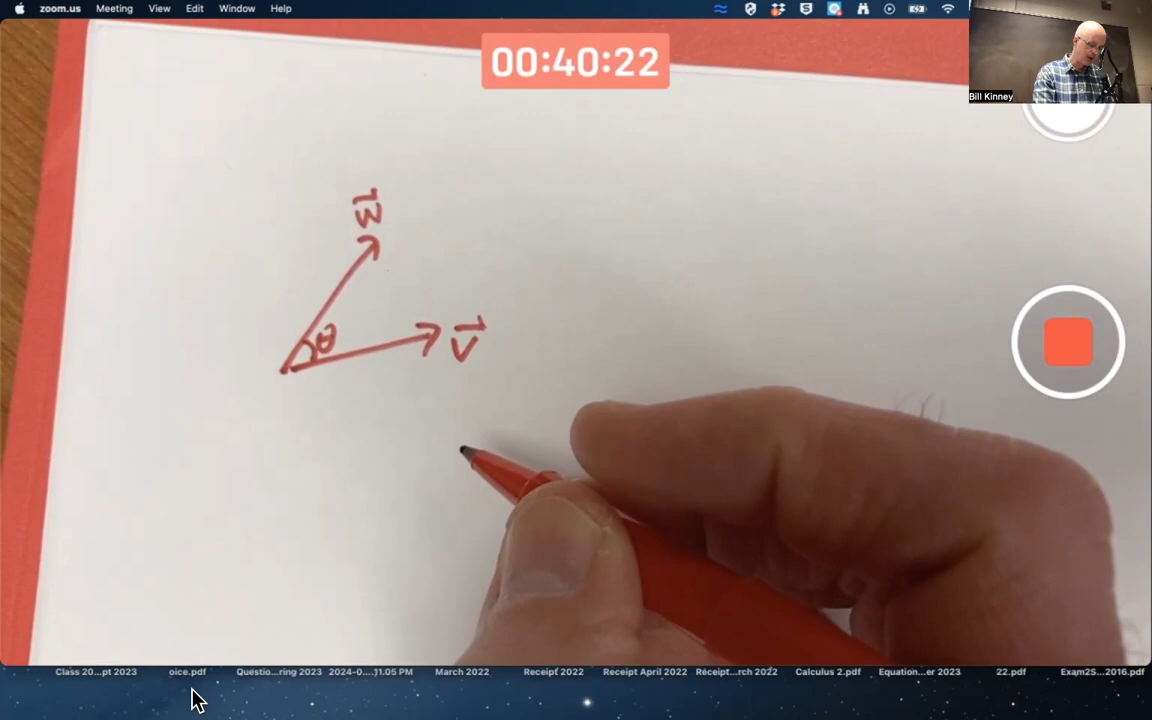 zoom.us Meeting View Edit Window Help
00:40:22
Bill Kinney
w⃗
θ
v⃗
Class 20...pt 2023 oice.pdf Questio...ring 2023 2024-0....11.05 PM March 2022 Receipt 2022 Receipt April 2022 Receipt...rch 2022 Calculus 2.pdf Equation...er 2023 22.pdf Exam2S...2016.pdf